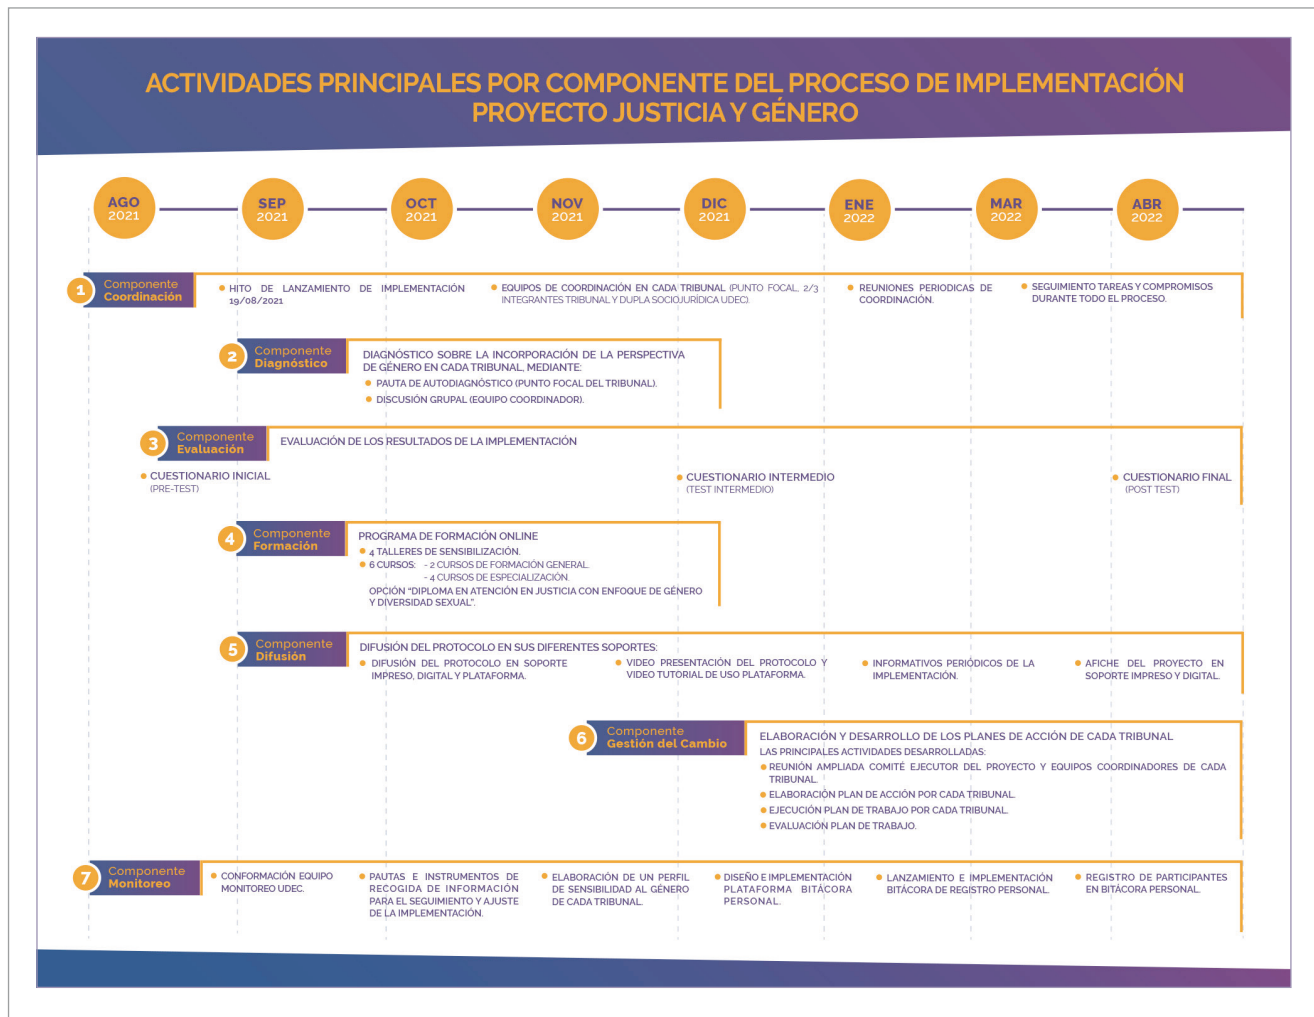 ACTIVIDADES PRINCIPALES POR COMPONENTE DEL PROCESO DE IMPLEMENTACIÓN
PROYECTO JUSTICIA Y GÉNERO
AGO
2021
SEP
2021
OCT
2021
NOV
2021
DIC
2021
ENE
2022
MAR
2022
ABR
2022
1
Componente
Coordinación
HITO DE LANZAMIENTO DE IMPLEMENTACIÓN
19/08/2021
EQUIPOS DE COORDINACIÓN EN CADA TRIBUNAL (PUNTO FOCAL, 2/3
INTEGRANTES TRIBUNAL Y DUPLA SOCIOJURÍDICA UDEC).
REUNIONES PERIODICAS DE
COORDINACIÓN.
SEGUIMIENTO TAREAS Y COMPROMISOS
DURANTE TODO EL PROCESO.
2
Componente
Diagnóstico
DIAGNÓSTICO SOBRE LA INCORPORACIÓN DE LA PERSPECTIVA
DE GÉNERO EN CADA TRIBUNAL, MEDIANTE:
PAUTA DE AUTODIAGNÓSTICO (PUNTO FOCAL DEL TRIBUNAL).
DISCUSIÓN GRUPAL (EQUIPO COORDINADOR).
3
Componente
Evaluación
EVALUACIÓN DE LOS RESULTADOS DE LA IMPLEMENTACIÓN
CUESTIONARIO INICIAL
(PRE-TEST)
CUESTIONARIO INTERMEDIO
(TEST INTERMEDIO)
CUESTIONARIO FINAL
(POST TEST)
4
Componente
Formación
PROGRAMA DE FORMACIÓN ONLINE
4 TALLERES DE SENSIBILIZACIÓN.
6 CURSOS: - 2 CURSOS DE FORMACIÓN GENERAL.
- 4 CURSOS DE ESPECIALIZACIÓN.
OPCIÓN "DIPLOMA EN ATENCIÓN EN JUSTICIA CON ENFOQUE DE GÉNERO
Y DIVERSIDAD SEXUAL".
5
Componente
Difusión
DIFUSIÓN DEL PROTOCOLO EN SUS DIFERENTES SOPORTES:
DIFUSIÓN DEL PROTOCOLO EN SOPORTE
IMPRESO, DIGITAL Y PLATAFORMA.
VIDEO PRESENTACIÓN DEL PROTOCOLO Y
VIDEO TUTORIAL DE USO PLATAFORMA.
INFORMATIVOS PERIÓDICOS DE LA
IMPLEMENTACIÓN.
AFICHE DEL PROYECTO EN
SOPORTE IMPRESO Y DIGITAL.
6
Componente
Gestión del Cambio
ELABORACIÓN Y DESARROLLO DE LOS PLANES DE ACCIÓN DE CADA TRIBUNAL
LAS PRINCIPALES ACTIVIDADES DESARROLLADAS:
REUNIÓN AMPLIADA COMITÉ EJECUTOR DEL PROYECTO Y EQUIPOS COORDINADORES DE CADA
TRIBUNAL.
ELABORACIÓN PLAN DE ACCIÓN POR CADA TRIBUNAL.
EJECUCIÓN PLAN DE TRABAJO POR CADA TRIBUNAL.
EVALUACIÓN PLAN DE TRABAJO.
7
Componente
Monitoreo
CONFORMACIÓN EQUIPO
MONITOREO UDEC.
PAUTAS E INSTRUMENTOS DE
RECOGIDA DE INFORMACIÓN
PARA EL SEGUIMIENTO Y AJUSTE
DE LA IMPLEMENTACIÓN.
ELABORACIÓN DE UN PERFIL
DE SENSIBILIDAD AL GÉNERO
DE CADA TRIBUNAL.
DISEÑO E IMPLEMENTACIÓN
PLATAFORMA BITÁCORA
PERSONAL.
LANZAMIENTO E IMPLEMENTACIÓN
BITÁCORA DE REGISTRO PERSONAL.
REGISTRO DE PARTICIPANTES
EN BITÁCORA PERSONAL.